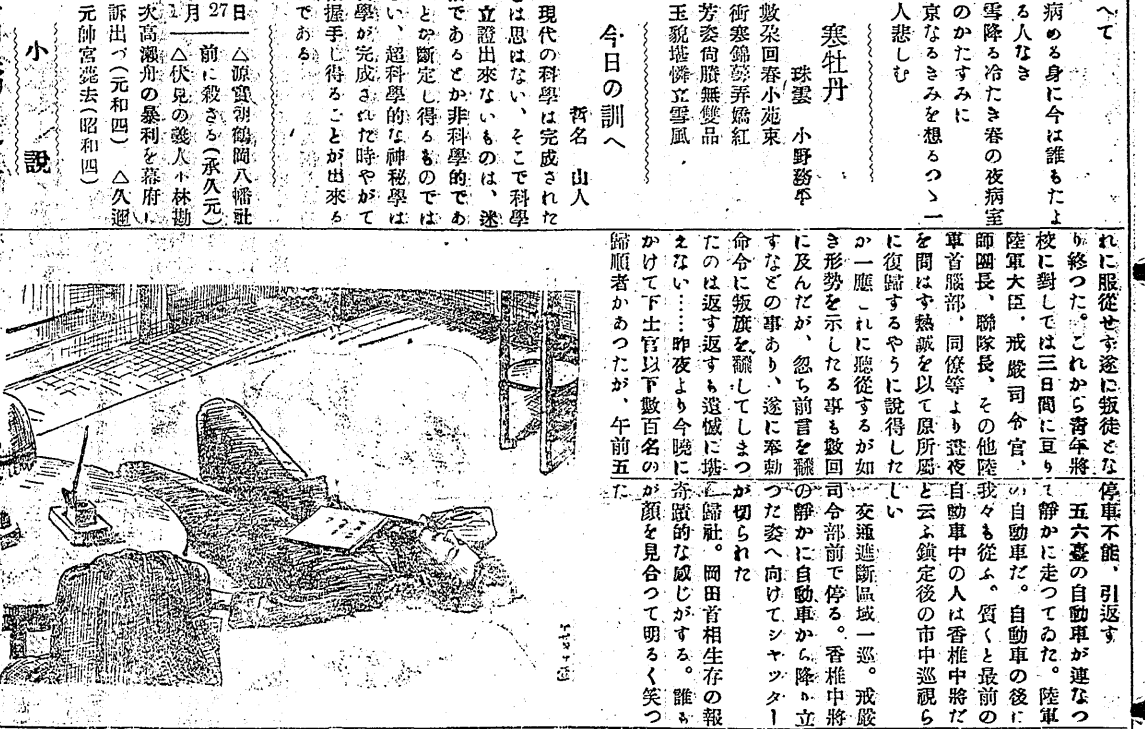 へて
病める身に今は誰もたよ
る人なき
雪降る冷たき春の夜病室
のかたすみに
京なるきみを想ひつゝ一
人悲しむ
寒牡丹
珠雲 小野務平
數朶回春小苑東
衝寒錦萼弄嬌紅
芳姿尚賸無雙品
玉貌堪憐立雪風
今日の訓へ
哲名 山人
現代の科學は完成された
は思はない、そこで科學
立證出來ないものは、迷
であるとか非科學的であ
とか斷定し得るものでは
い、超科學的な神秘學は
學が完成された時やがて
握手し得ることが出來る
である
27日
月
△源實朝鶴岡八幡社
前に殺さる(承久元)
△伏見の義人小林勘
次高瀬舟の暴利を幕府に
訴出づ(元和四) △久邇
元帥宮薨去(昭和四)
小說
れに服從せず遂に叛徒とな
り終つた。これから靑年將
校に對しては三日間に亘り
陸軍大臣、戒嚴司令官、
師團長、聯隊長、その他陸
軍首腦部、同僚等より晝夜
を問はず熱誠を以て原所屬
に復歸するやうに說得した
か一應これに聽從するが如
き形勢を示したる事も數回
に及んだが、忽ち前言を飜
すなどの事あり、遂に奉勅
命令に叛旗を飜してしまつ
たのは返す返すも遺憾に堪
えない……昨夜より今曉に
かけて下士官以下數百名の
歸順者かあつたが、午前五
停車不能、引返す
五六臺の自動車が連なつ
て靜かに走つてゐた。陸軍
の自動車だ。自動車の後に
我々も從ふ。質くと最前の
自動車中の人は香椎中將だ
と云ふ鎭定後の市中巡視ら
しい
交通遮斷區域一巡。戒嚴
司令部前で停る。香椎中將
の靜かに自動車から降り立
つた姿へ向けてシャッター
が切られた
歸社。岡田首相生存の報
に奇蹟的な感じがする。誰も
が顏を見合つて明るく笑つ
た